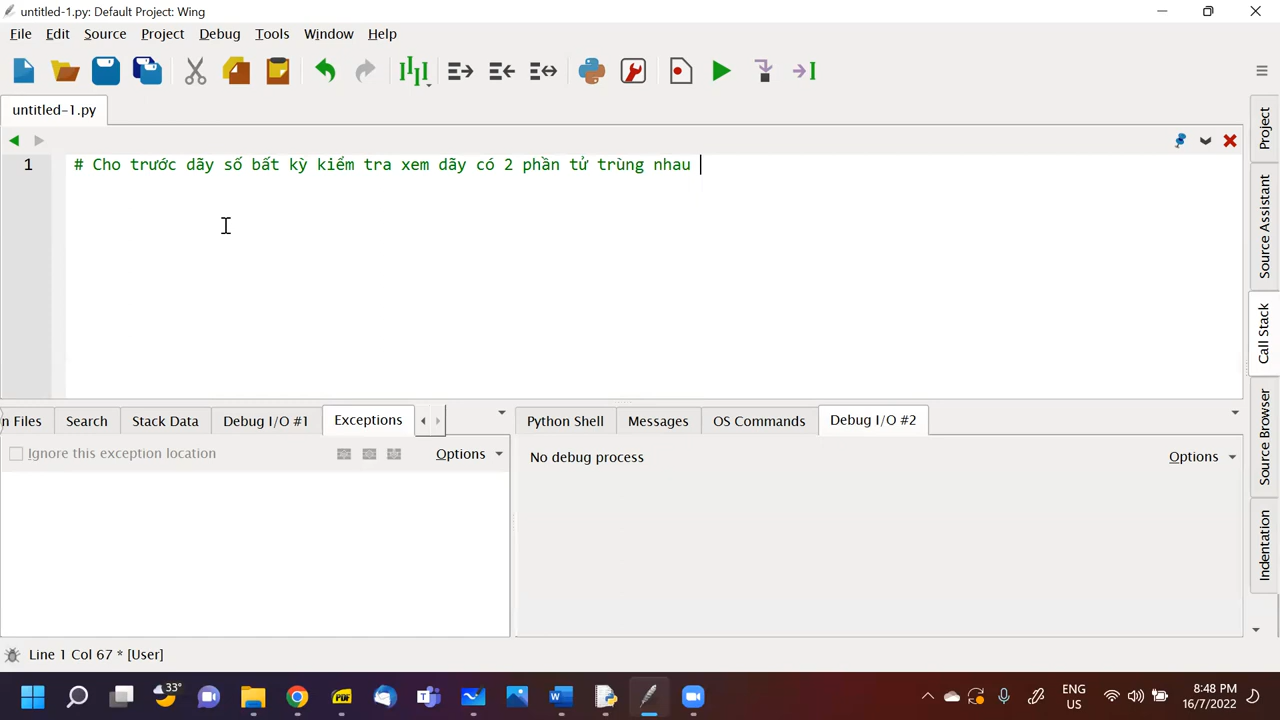 untitled-1.py: Default Project: Wing
File Edit Source Project Debug Tools Window Help
untitled-1.py
1 # Cho trước dãy số bất kỳ kiểm tra xem dãy có 2 phần tử trùng nhau
Project
Source Assistant
Call Stack
Source Browser
Indentation
n Files Search Stack Data Debug I/O #1 Exceptions
Python Shell Messages OS Commands Debug I/O #2
Ignore this exception location Options
No debug process Options
Line 1 Col 67 * [User]
33°
PDF
ENG
US
8:48 PM
16/7/2022